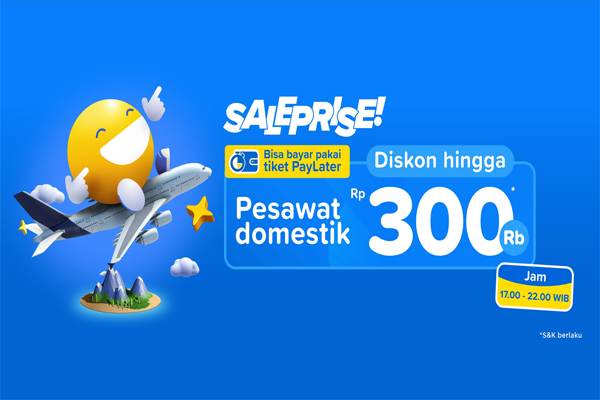 SALEPRISE!
Bisa bayar pakai
tiket PayLater
Diskon hingga
Pesawat
domestik
Rp 300 Rb*
Jam
17.00 - 22.00 WIB
*S&K berlaku